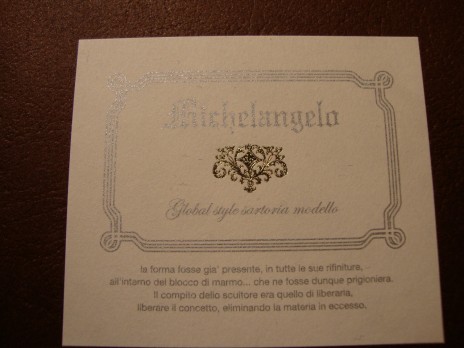 Michelangelo
Global style sartoria modello
la forma fosse gia' presente, in tutte le sue rifiniture,
all'interno del blocco di marmo... che ne fosse dunque prigioniera.
Il compito dello scultore era quello di liberarla,
liberare il concetto, eliminando la materia in eccesso.